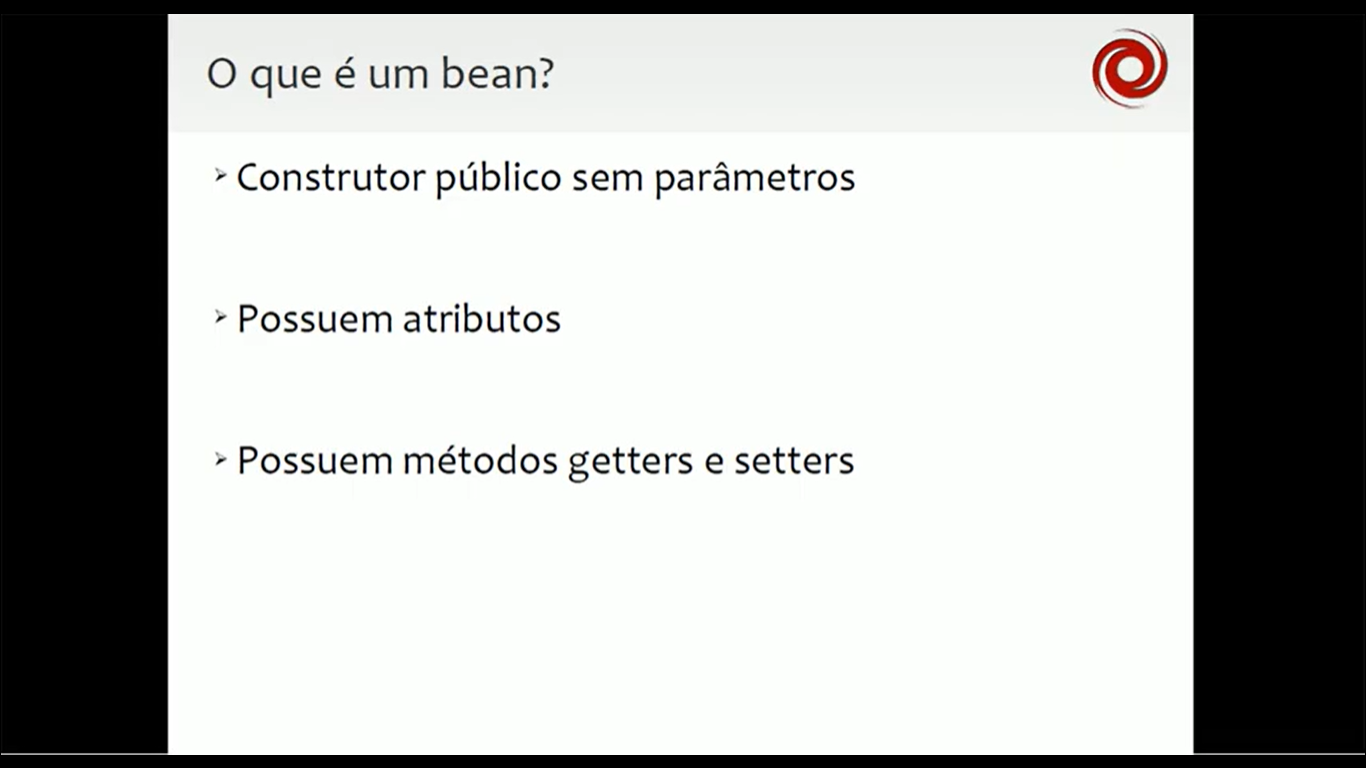 O que é um bean?
➢ Construtor público sem parâmetros
➢ Possuem atributos
➢ Possuem métodos getters e setters